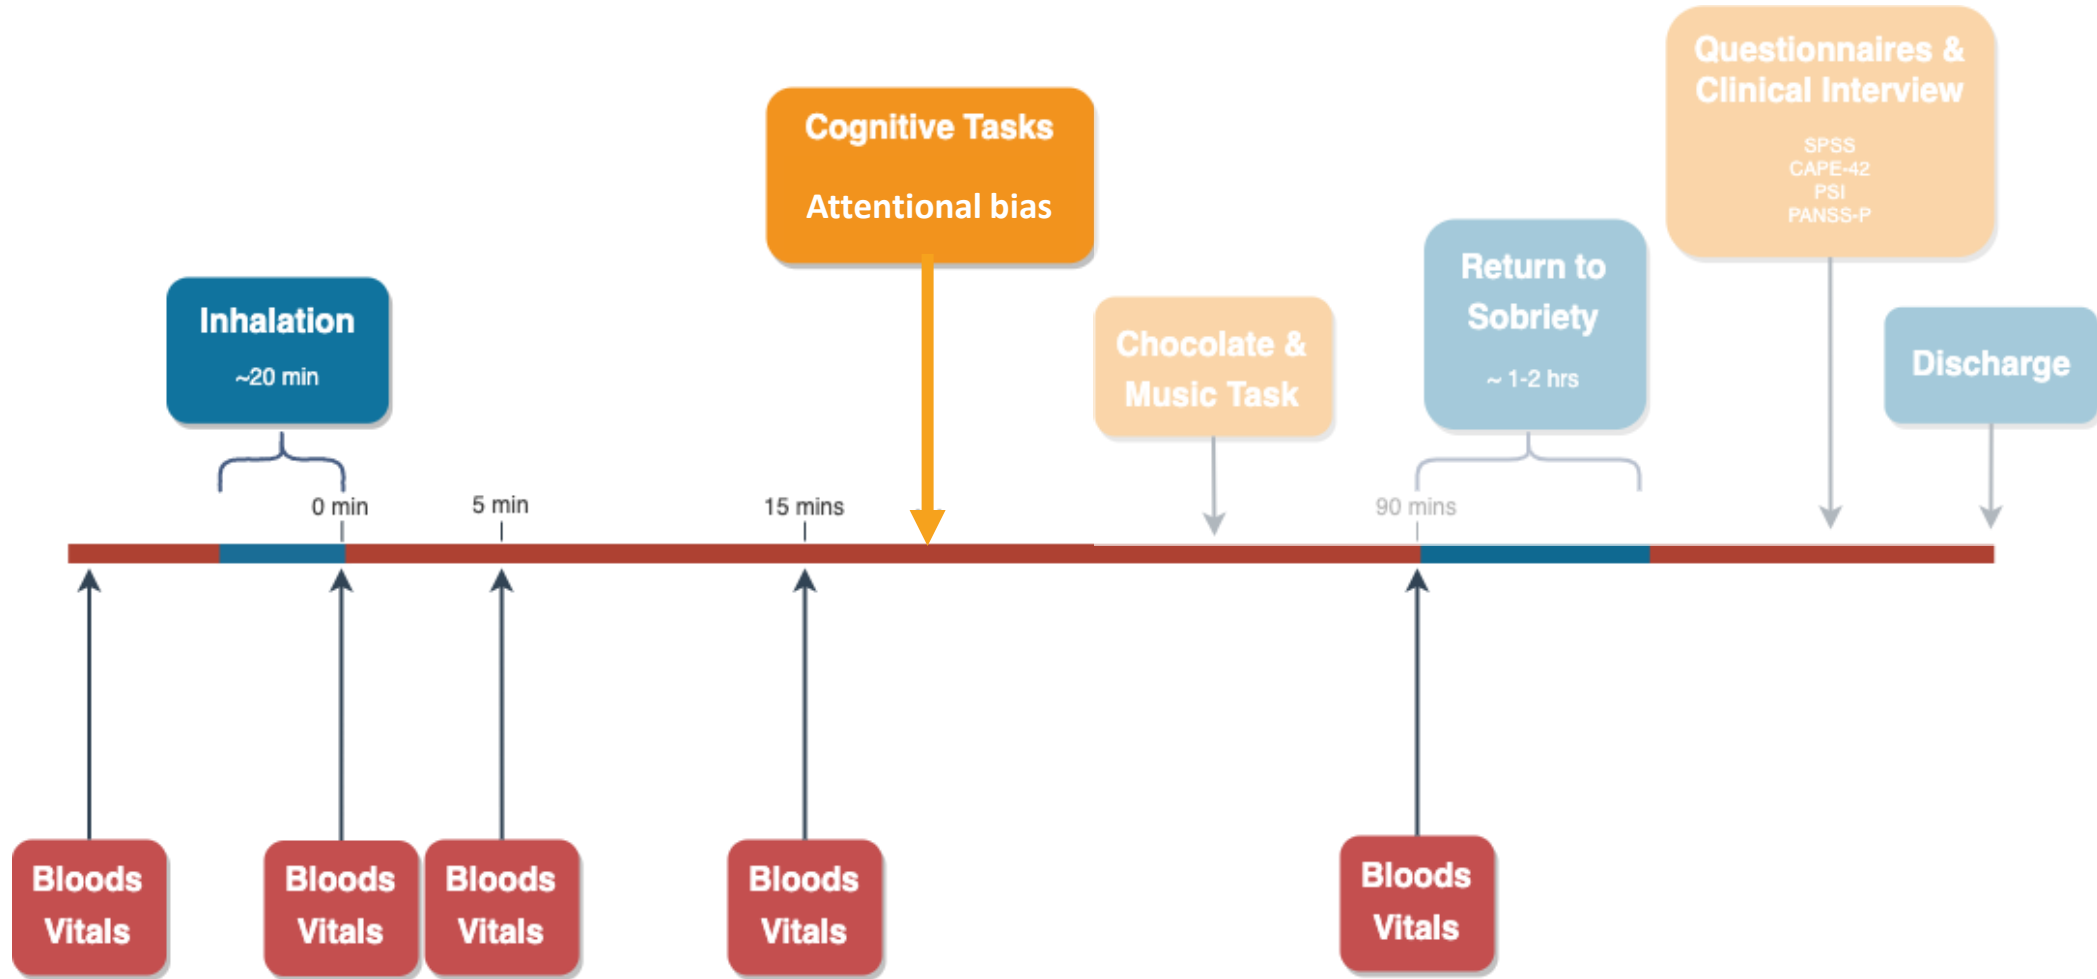 Questionnaires &
Clinical Interview
SPSS
CAPE-42
PSI
PANSS-P
Cognitive Tasks
Attentional bias
Return to
Sobriety
~ 1-2 hrs
Inhalation
~20 min
Chocolate &
Music Task
Discharge
0 min
5 min
15 mins
90 mins
Bloods
Vitals
Bloods
Vitals
Bloods
Vitals
Bloods
Vitals
Bloods
Vitals